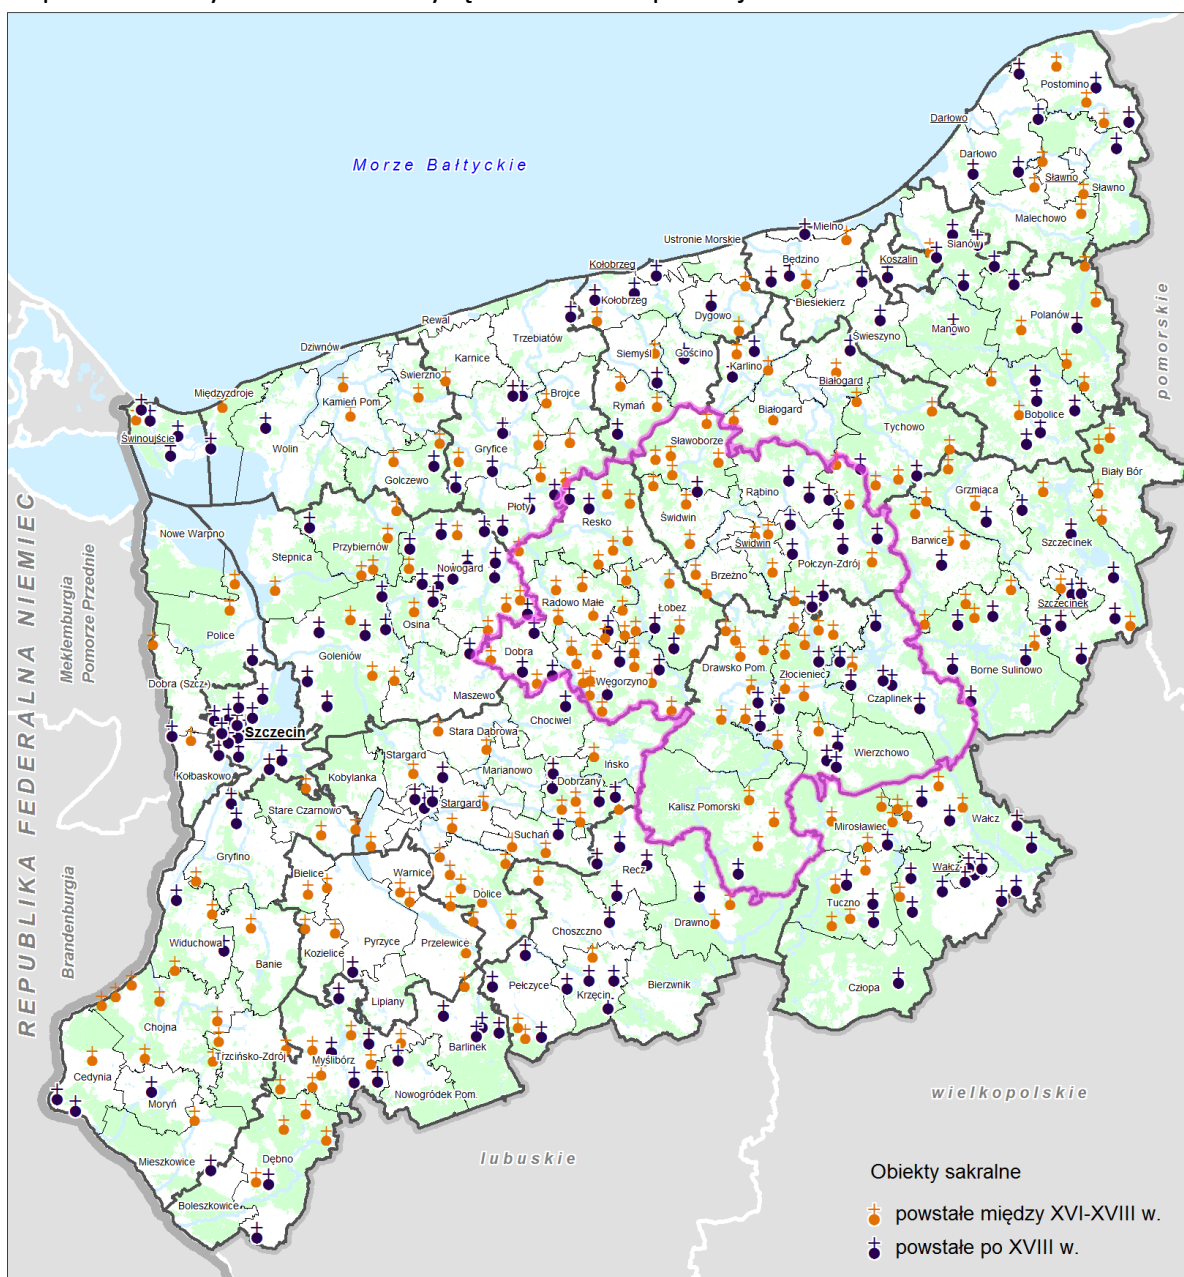 Postomino
Darłowo
Darłowo
Sławno
Sławno
Malechowo
Morze Bałtyckie
Mielno
Ustronie Morskie
Sianów
Koszalin
Będzino
Kołobrzeg
Kołobrzeg
Biesiekierz
Dygowo
Polanów
Manowo
Świeszyno
pomorskie
Rewal
Trzebiatów
Dziwnów
Karnice
Siemyśl
Gościno
Karlino
Białogard
Świerzno
Międzyzdroje
Kamień Pom.
Brojce
Rymań
Białogard
Bobolice
Tychowo
Świnoujście
Wolin
Gryfice
Sławoborze
Biały Bór
Golczewo
Rąbino
Grzmiąca
Płoty
Resko
Świdwin
Nowe Warpno
Stepnica
Przybiernów
Świdwin
Barwice
Szczecinek
Połczyn-Zdrój
Nowogard
Brzeżno
Radowo Małe
Łobez
Szczecinek
Osina
Police
Goleniów
Dobra
Drawsko Pom.
Złocieniec
Borne Sulinowo
Dobra (Szcz.)
Węgorzyno
Maszewo
Czaplinek
Chociwel
Szczecin
Stara Dąbrowa
Wierzchowo
Stargard
Ińsko
Kołbaskowo
Kobylanka
Marianowo
Dobrzany
Stargard
Kalisz Pomorski
Stare Czarnowo
Suchań
Mirosławiec
Wałcz
Gryfino
Bielice
Warnice
Recz
Wałcz
Dolice
Tuczno
Drawno
Choszczno
Widuchowa
Banie
Kozielice
Pyrzyce
Przelewice
Pełczyce
Krzęcin
Bierzwnik
Człopa
Lipiany
Chojna
Trzcińsko-Zdrój
Myślibórz
Barlinek
Cedynia
Moryń
Nowogródek Pom.
Mieszkowice
Dębno
Boleszkowice
REPUBLIKA FEDERALNA NIEMIEC
Meklemburgia
Pomorze Przednie
Brandenburgia
lubuskie
wielkopolskie
Obiekty sakralne
powstałe między XVI-XVIII w.
powstałe po XVIII w.